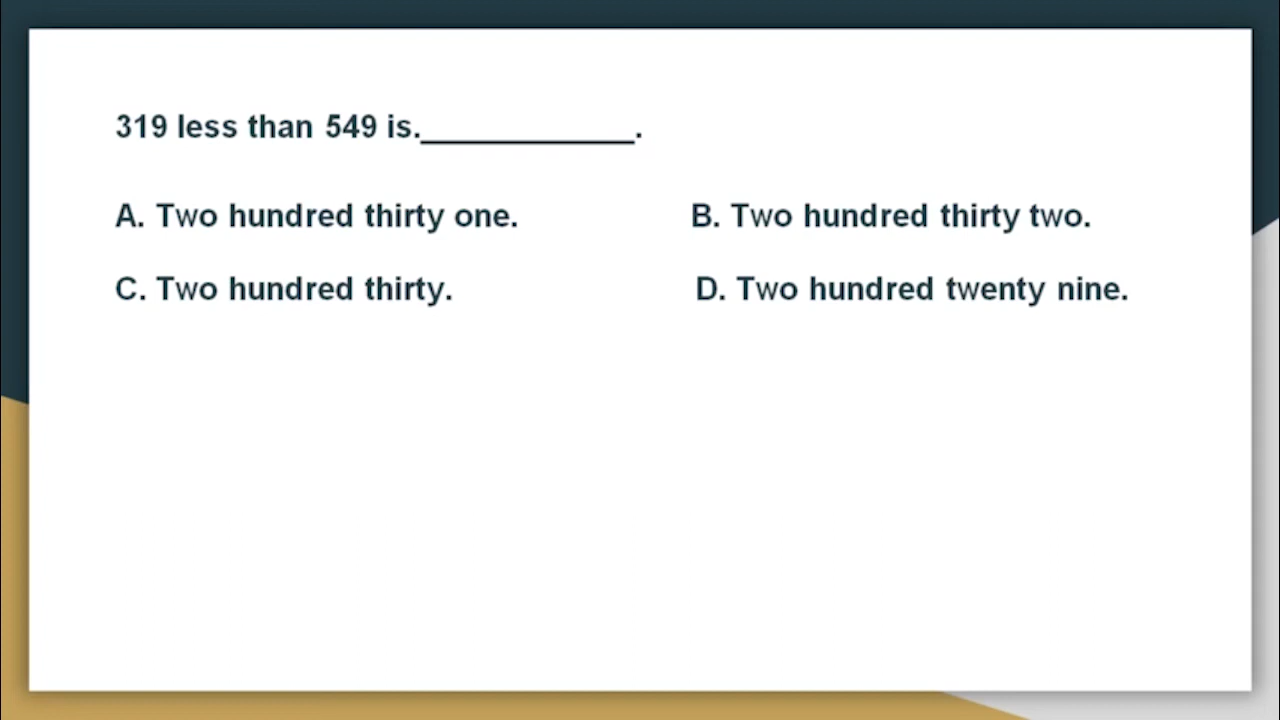 319 less than 549 is.____________.
A. Two hundred thirty one. B. Two hundred thirty two.
C. Two hundred thirty. D. Two hundred twenty nine.